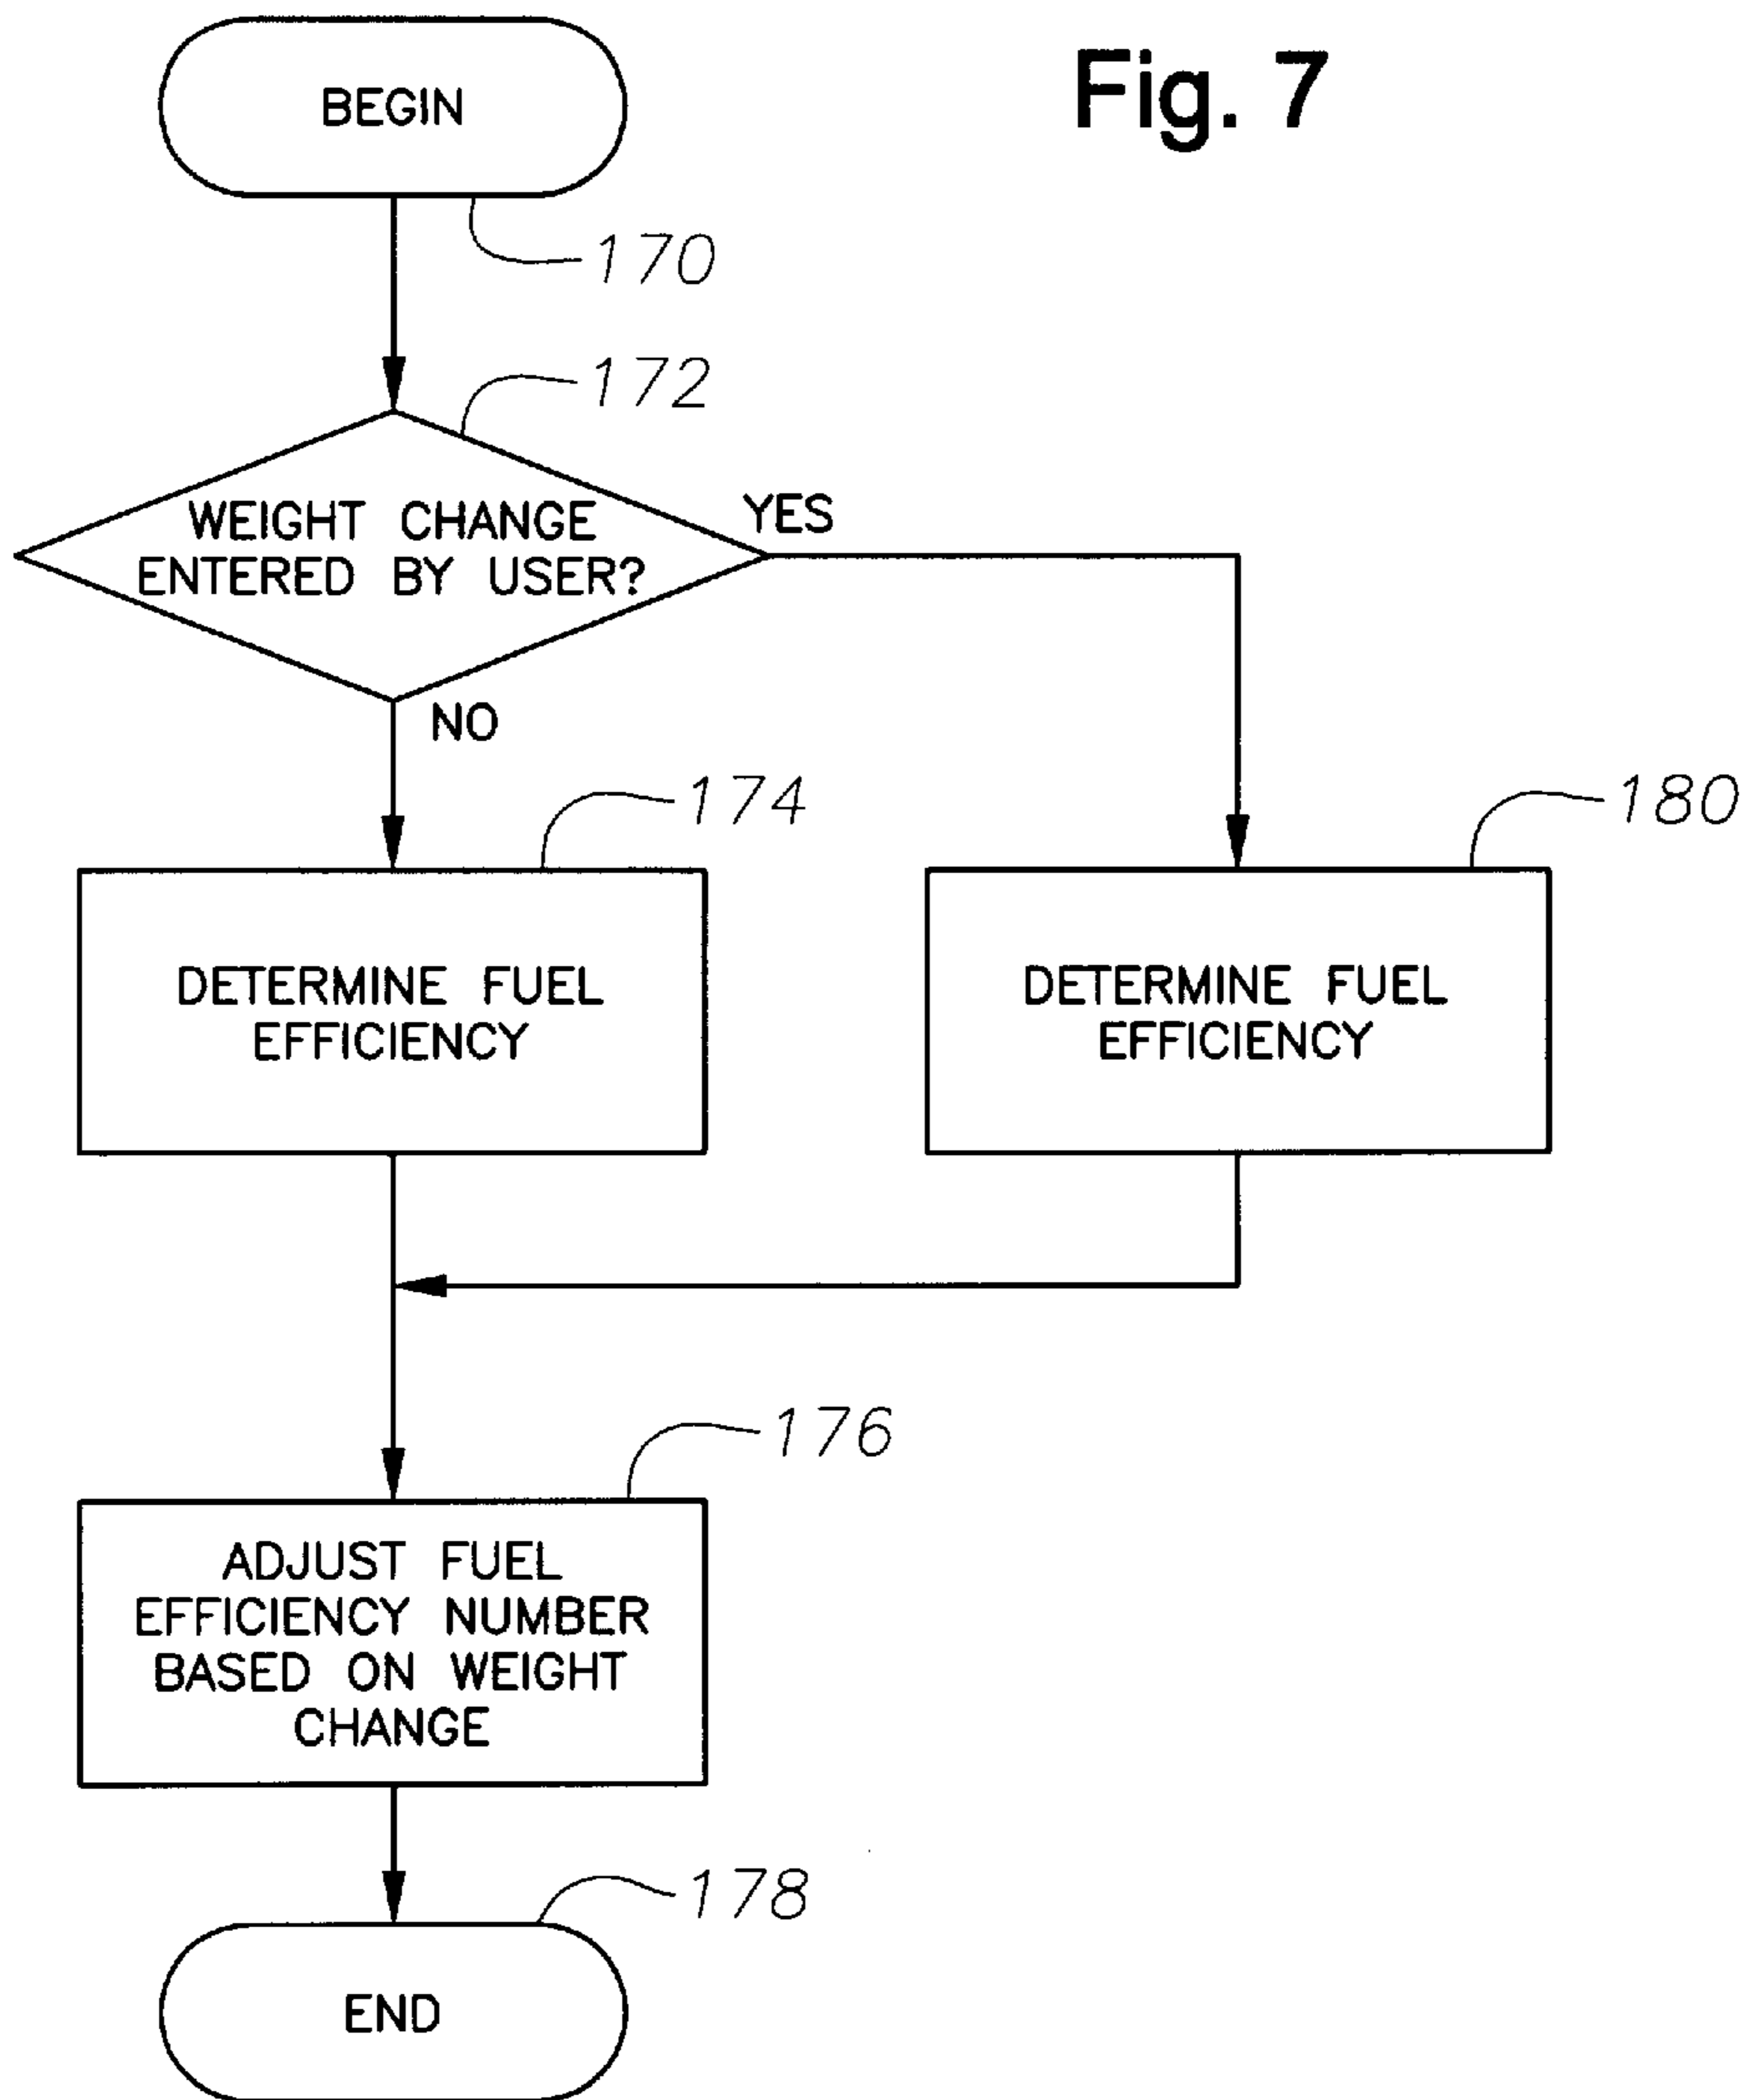 Fig. 7
BEGIN
170
172
WEIGHT CHANGE
ENTERED BY USER?
YES
NO
174
180
DETERMINE FUEL
EFFICIENCY
DETERMINE FUEL
EFFICIENCY
176
ADJUST FUEL
EFFICIENCY NUMBER
BASED ON WEIGHT
CHANGE
178
END